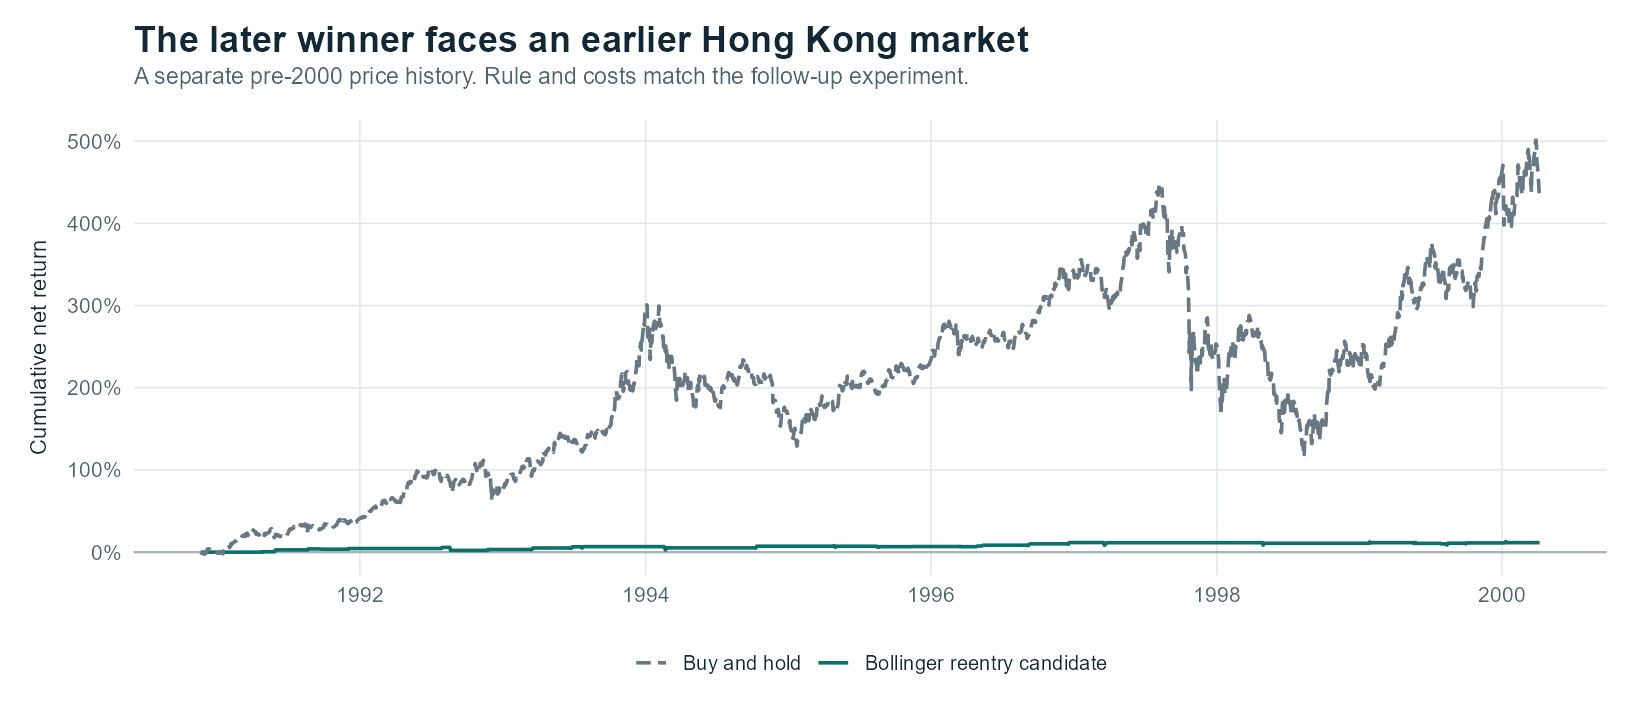 The later winner faces an earlier Hong Kong market
A separate pre-2000 price history. Rule and costs match the follow-up experiment.
Cumulative net return
500%
400%
300%
200%
100%
0%
1992 1994 1996 1998 2000
Buy and hold Bollinger reentry candidate